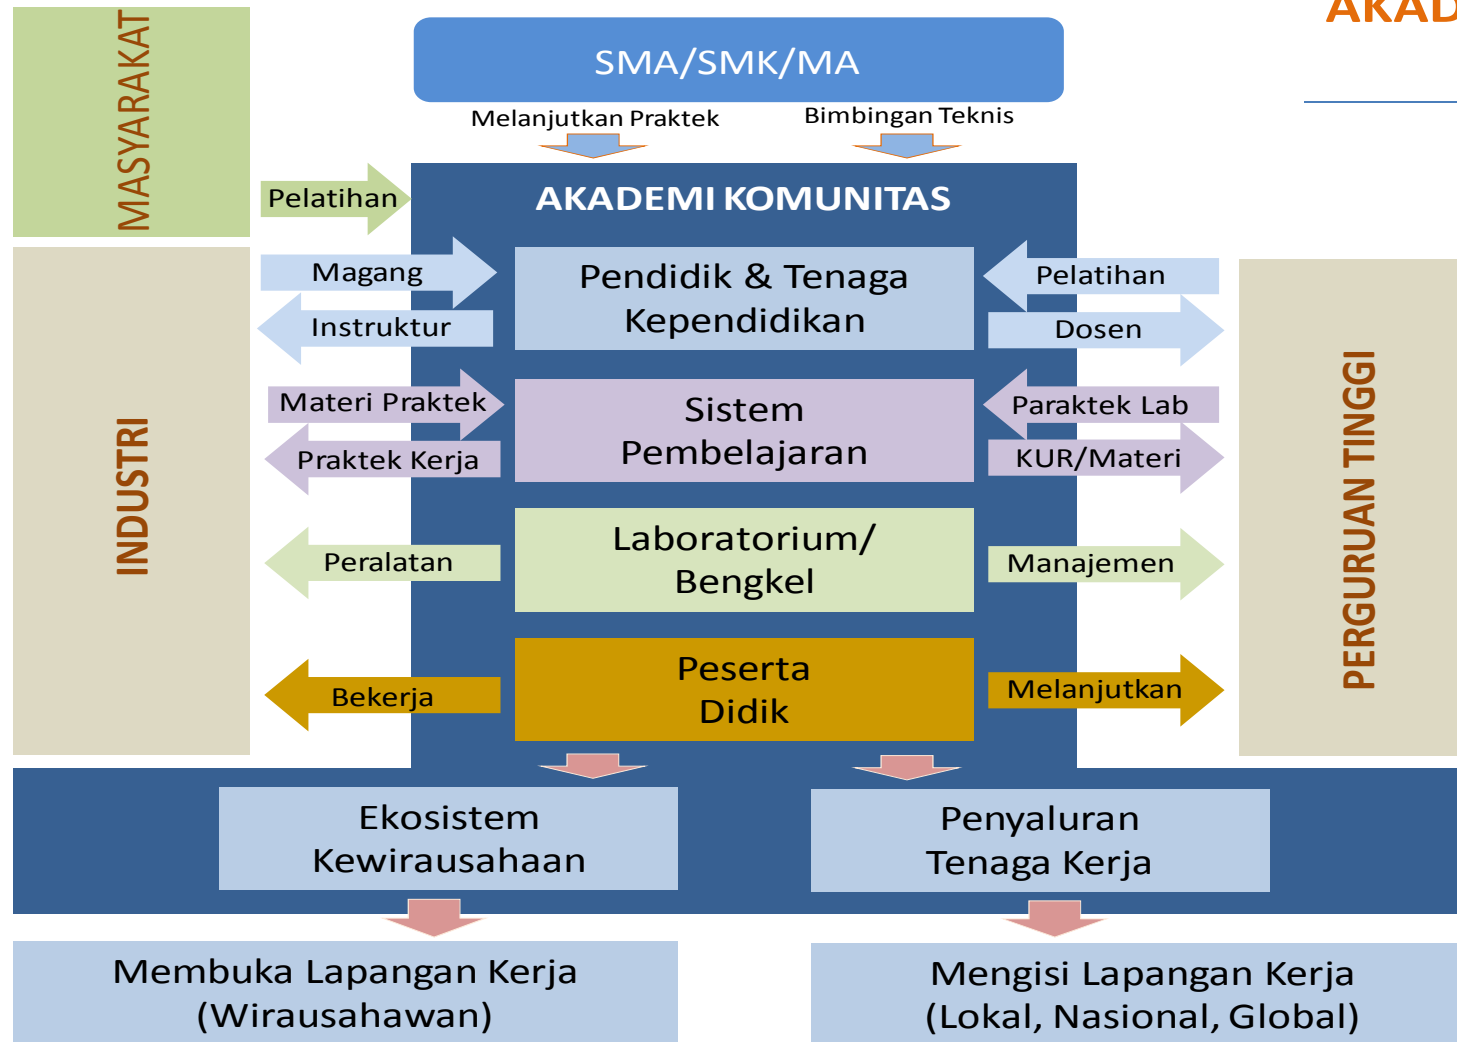 AKAD
MASYARAKAT
SMA/SMK/MA
Melanjutkan Praktek
Bimbingan Teknis
Pelatihan
AKADEMI KOMUNITAS
INDUSTRI
Magang
Instruktur
Pendidik & Tenaga
Kependidikan
Pelatihan
Dosen
PERGURUAN TINGGI
Materi Praktek
Praktek Kerja
Sistem
Pembelajaran
Paraktek Lab
KUR/Materi
Peralatan
Laboratorium/
Bengkel
Manajemen
Bekerja
Peserta
Didik
Melanjutkan
Ekosistem
Kewirausahaan
Penyaluran
Tenaga Kerja
Membuka Lapangan Kerja
(Wirausahawan)
Mengisi Lapangan Kerja
(Lokal, Nasional, Global)